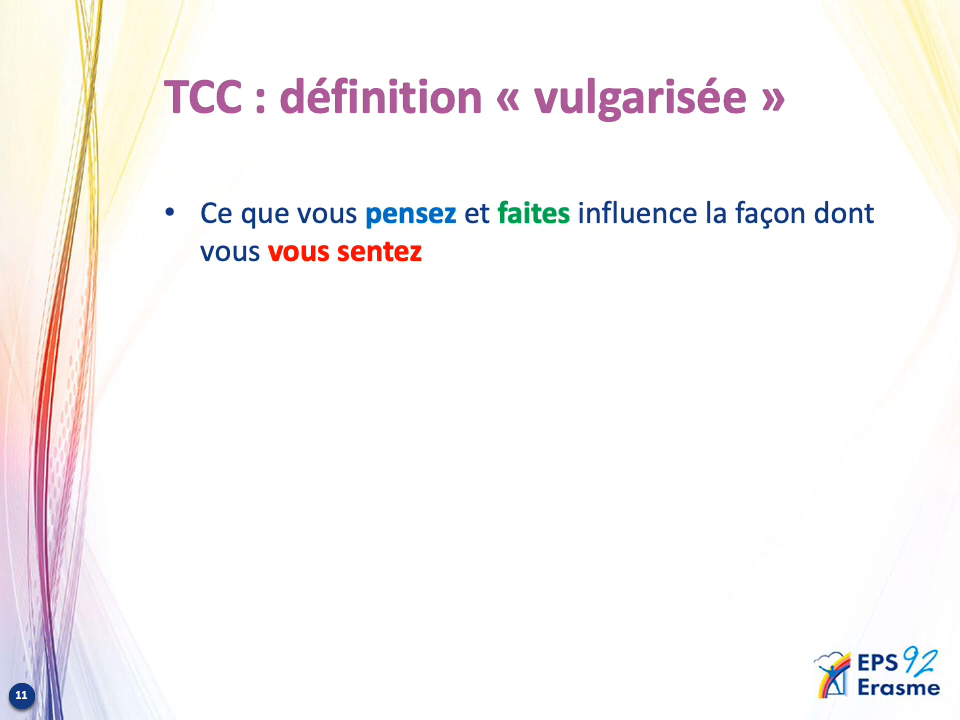 TCC : définition « vulgarisée »
• Ce que vous pensez et faites influence la façon dont
vous vous sentez
EPS 92
Erasme
11